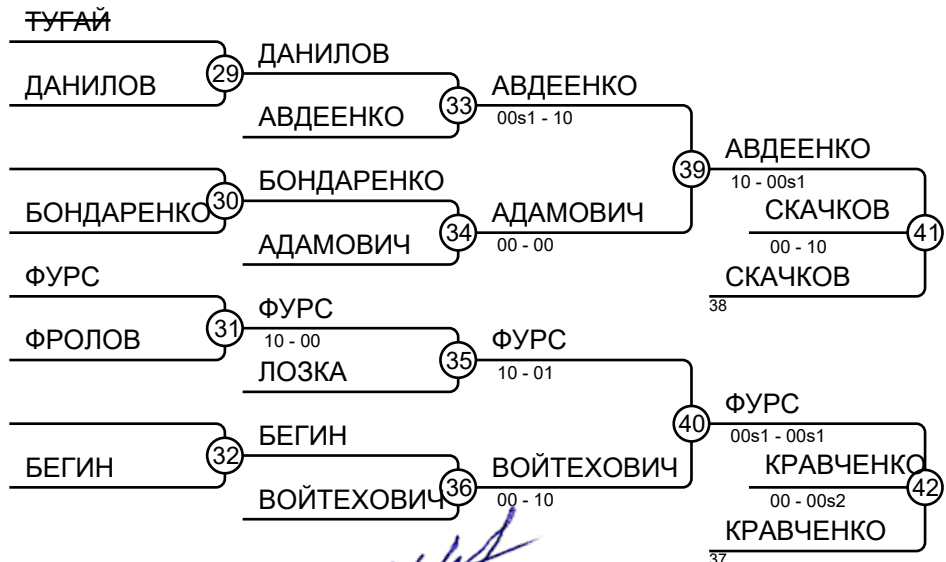 ТУГАЙ
ДАНИЛОВ
29
ДАНИЛОВ
АВДЕЕНКО
33
АВДЕЕНКО
00s1 - 10
БОНДАРЕНКО
30
БОНДАРЕНКО
АДАМОВИЧ
34
АДАМОВИЧ
00 - 00
39
АВДЕЕНКО
10 - 00s1
СКАЧКОВ
00 - 10
41
СКАЧКОВ
38
ФУРС
ФРОЛОВ
31
ФУРС
10 - 00
ЛОЗКА
35
ФУРС
10 - 01
БЕГИН
32
БЕГИН
ВОЙТЕХОВИЧ
36
ВОЙТЕХОВИЧ
00 - 10
40
ФУРС
00s1 - 00s1
КРАВЧЕНКО
00 - 00s2
42
КРАВЧЕНКО
37